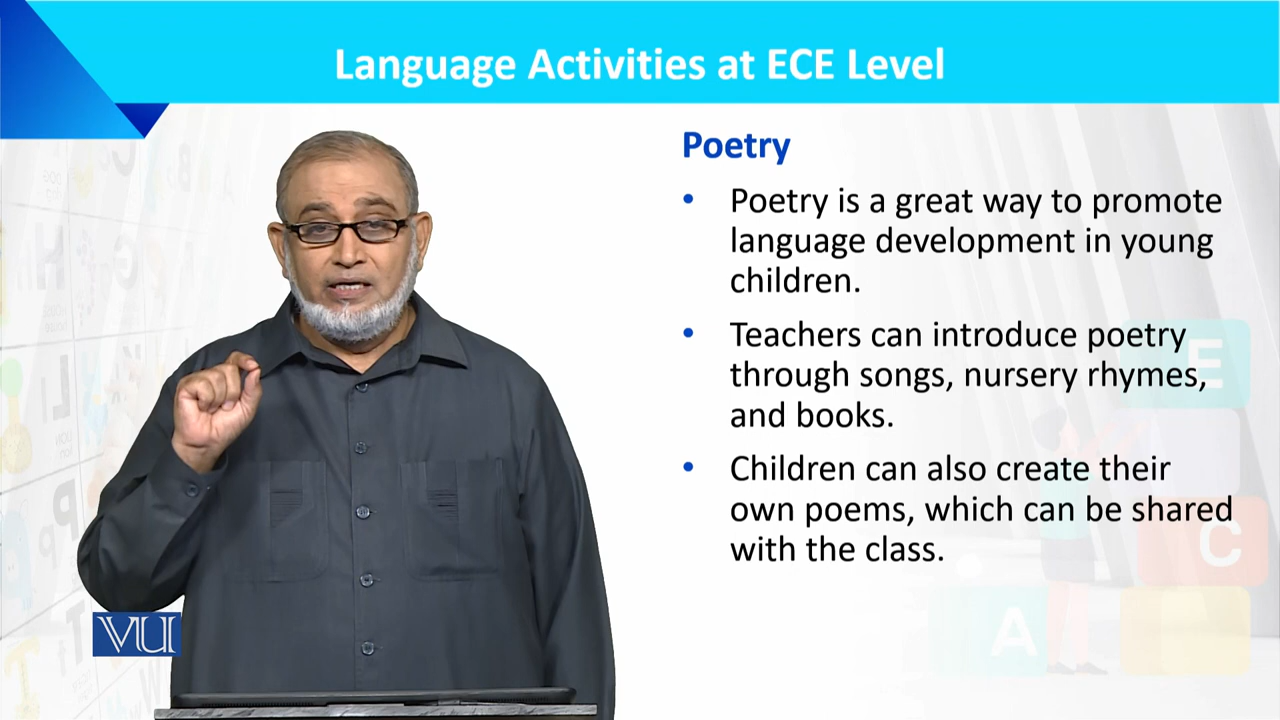 Language Activities at ECE Level
Poetry
• Poetry is a great way to promote
language development in young
children.
• Teachers can introduce poetry
through songs, nursery rhymes,
and books.
• Children can also create their
own poems, which can be shared
with the class.
VU
E
C
A